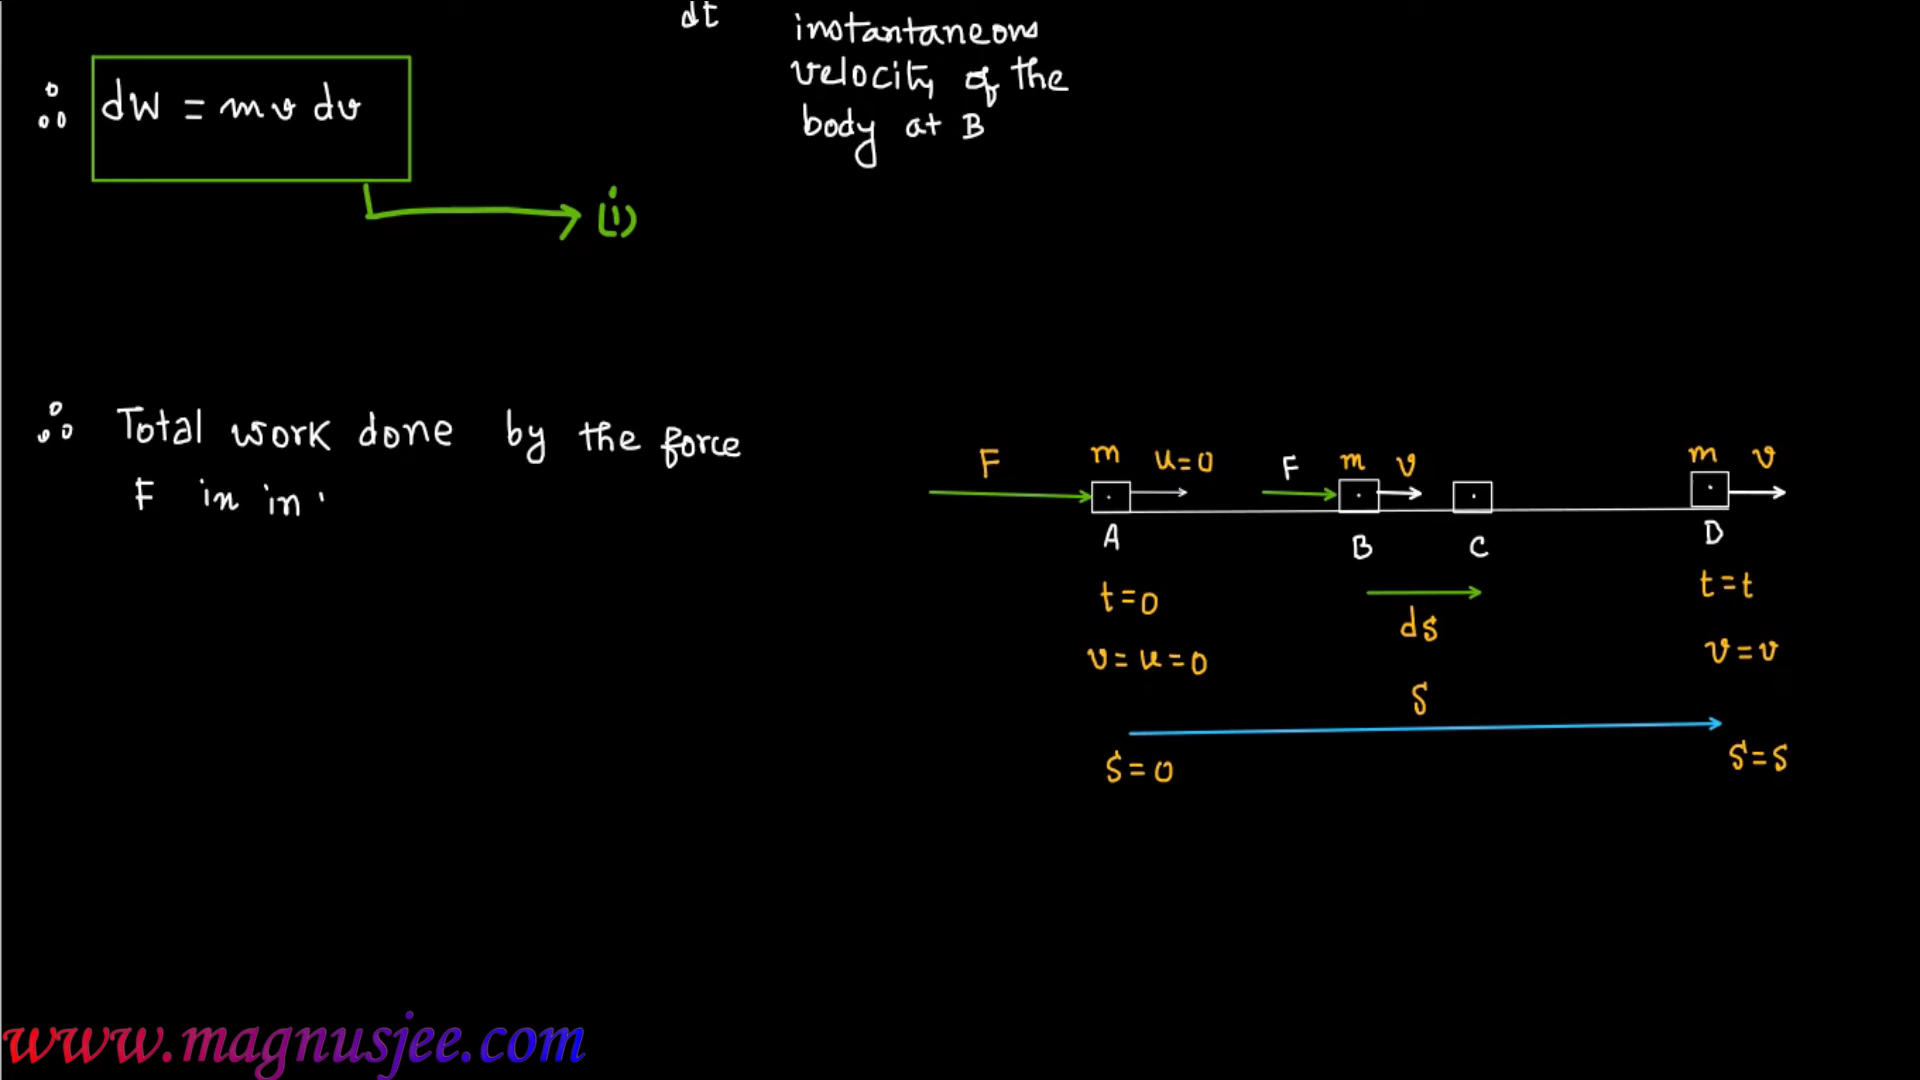 dt
instantaneous
velocity of the
body at B
∴ dW = mv dv
(i)
∴ Total work done by the force
F in in
F m u=0 F m v m v
A B C D
t=0 t=t
ds
v=u=0 v=v
S
S=0 S=S
www.magnusjee.com